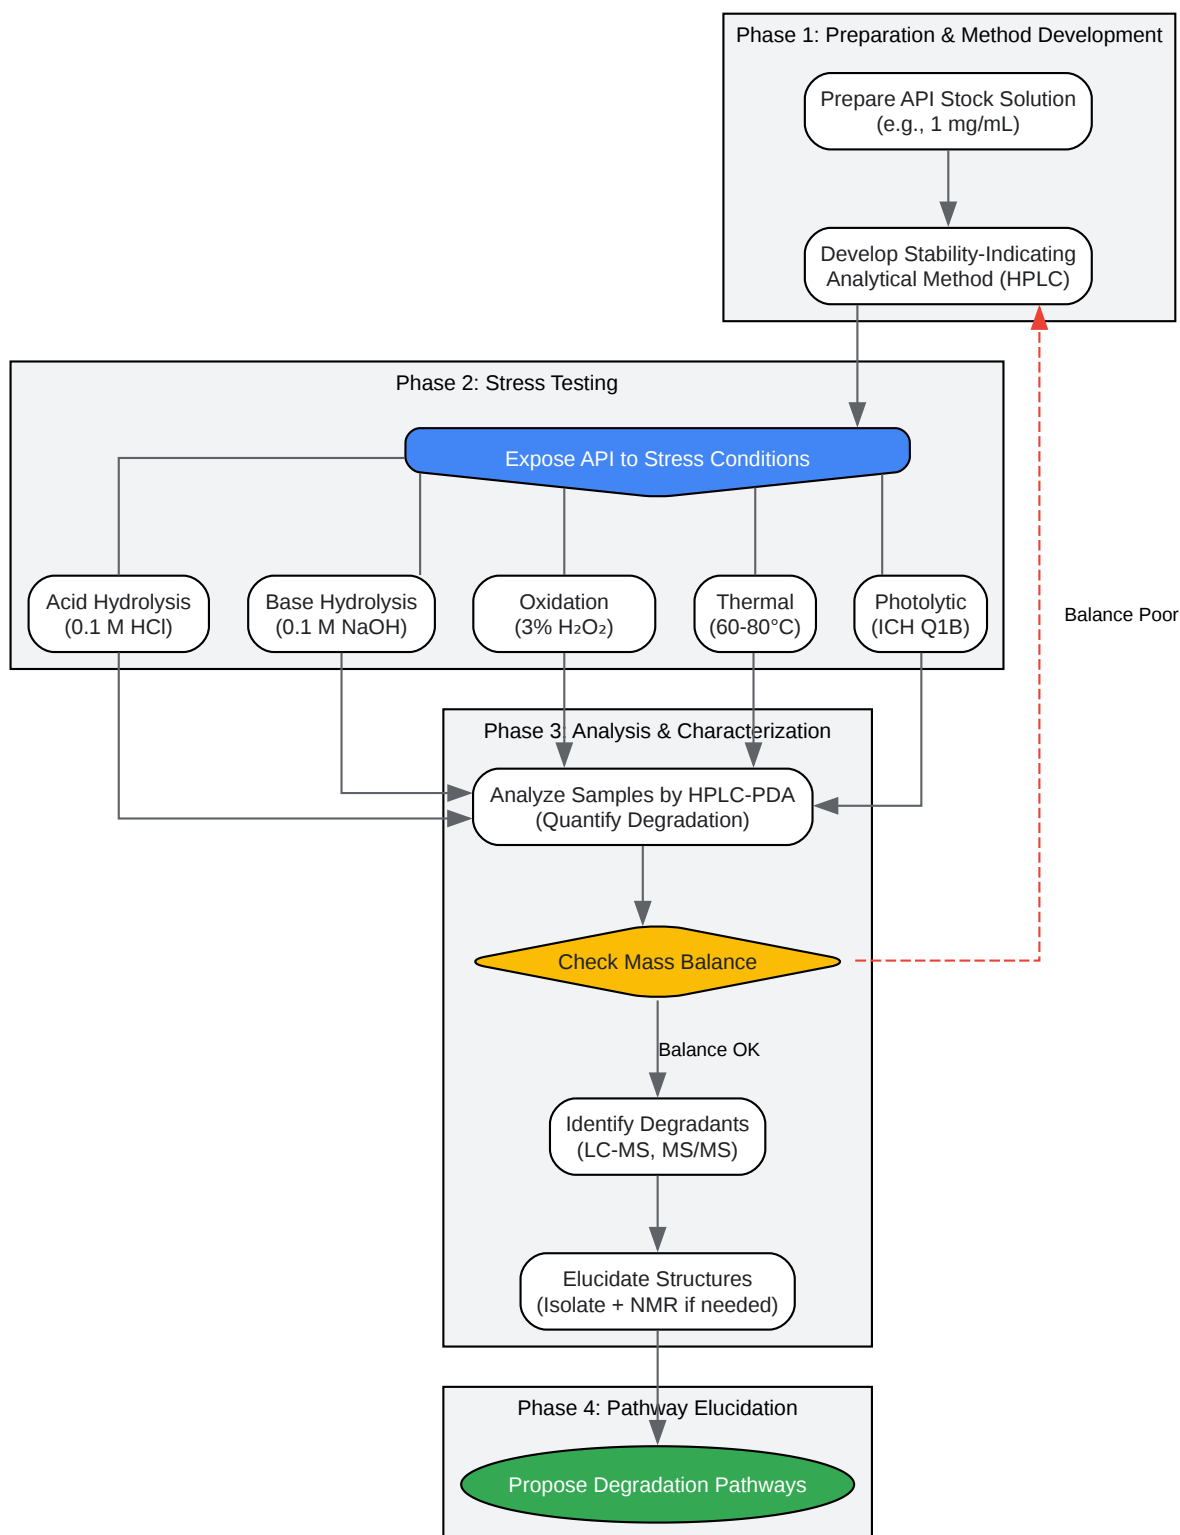 Phase 1: Preparation & Method Development
Prepare API Stock Solution
(e.g., 1 mg/mL)
Develop Stability-Indicating
Analytical Method (HPLC)
Phase 2: Stress Testing
Expose API to Stress Conditions
Acid Hydrolysis
(0.1 M HCl)
Base Hydrolysis
(0.1 M NaOH)
Oxidation
(3% H₂O₂)
Thermal
(60-80°C)
Photolytic
(ICH Q1B)
Balance Poor
Phase 3: Analysis & Characterization
Analyze Samples by HPLC-PDA
(Quantify Degradation)
Check Mass Balance
Balance OK
Identify Degradants
(LC-MS, MS/MS)
Elucidate Structures
(Isolate + NMR if needed)
Phase 4: Pathway Elucidation
Propose Degradation Pathways